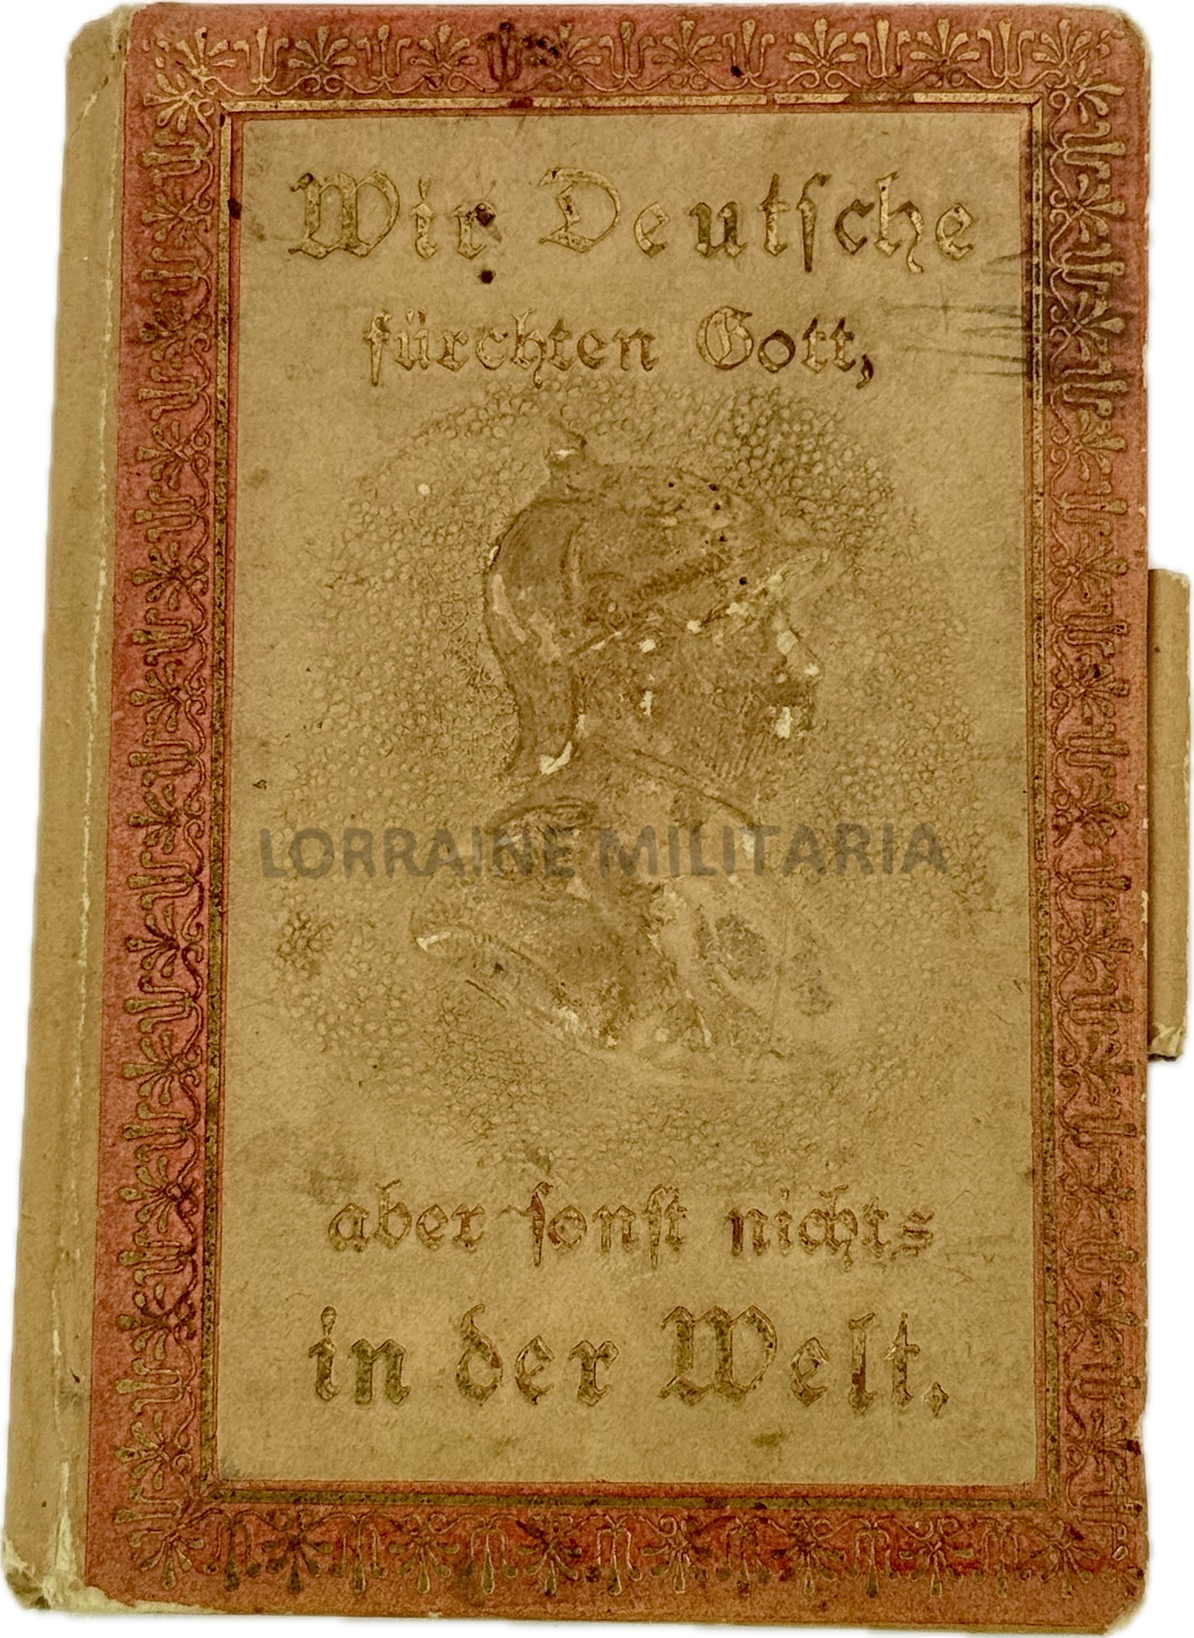 Wir Deutsche
fürchten Gott,
LORRAINE MILITARIA
aber sonst nichts
in der Welt.